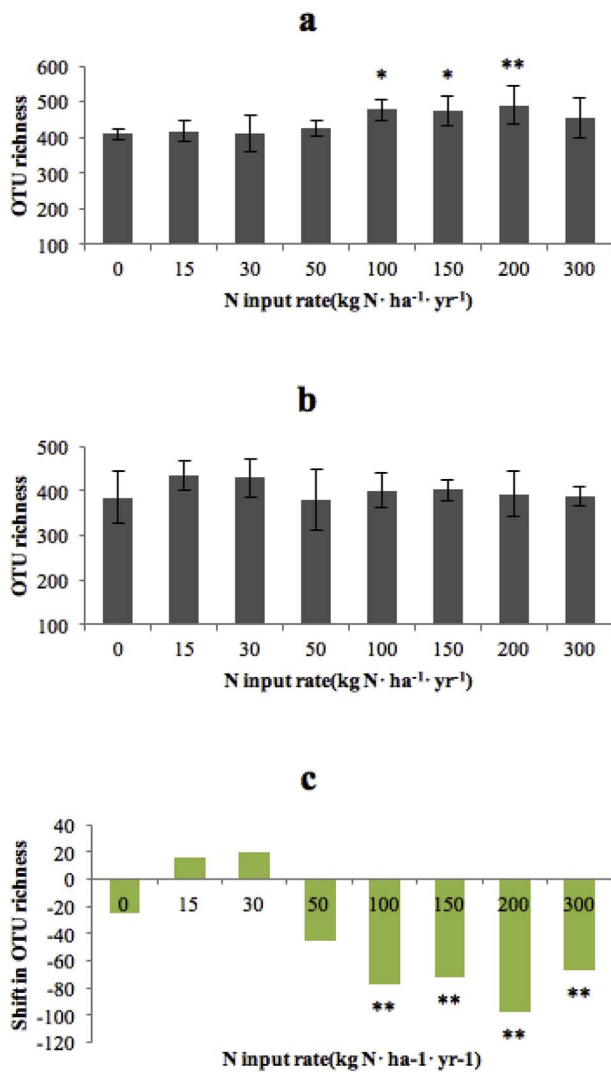 a
* * **
600
500
400
300
200
100
OTU richness
0 15 30 50 100 150 200 300
N input rate(kg N· ha⁻¹· yr⁻¹)
b
500
400
300
200
100
OTU richness
0 15 30 50 100 150 200 300
N input rate(kg N· ha⁻¹· yr⁻¹)
c
40
20
0
-20
-40
-60
-80
-100
-120
Shift in OTU richness
0 15 30 50 100 150 200 300
** ** ** **
N input rate(kg N· ha-1· yr-1)